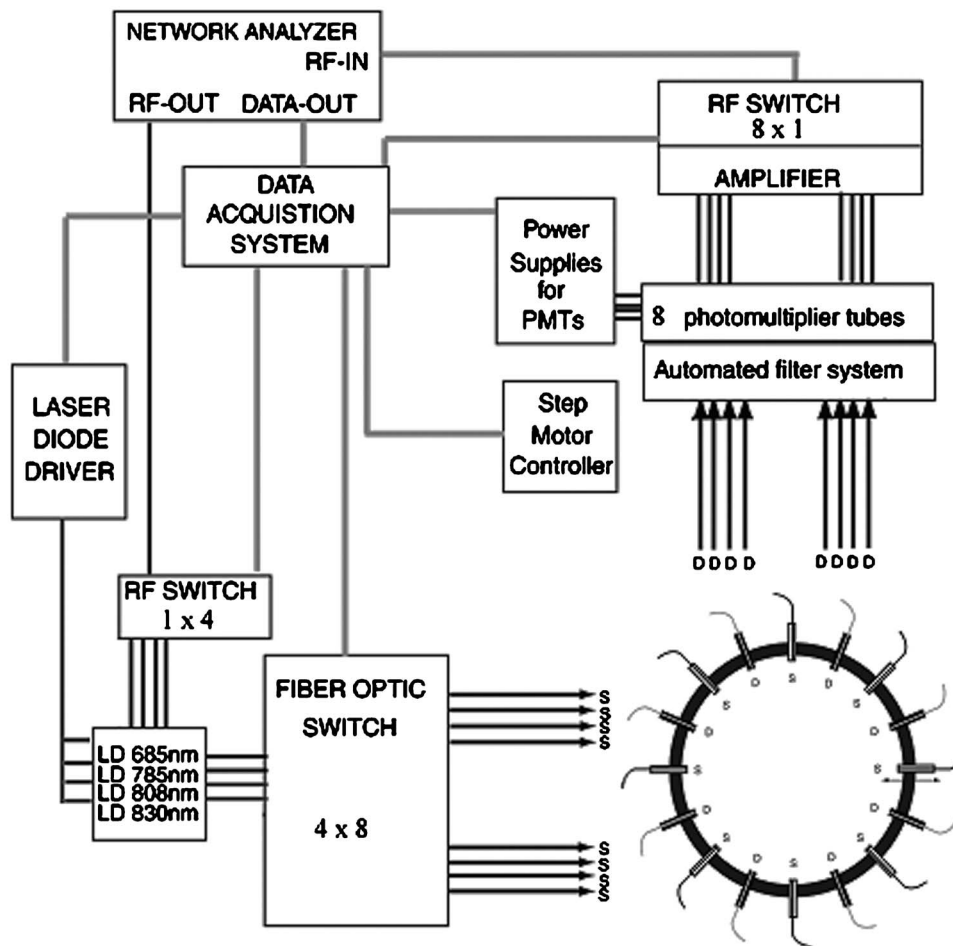 NETWORK ANALYZER
RF-IN
RF-OUT DATA-OUT
RF SWITCH
8 x 1
AMPLIFIER
DATA
ACQUISTION
SYSTEM
Power
Supplies
for
PMTs
8 photomultiplier tubes
Automated filter system
LASER
DIODE
DRIVER
Step
Motor
Controller
D D D D
D D D D
RF SWITCH
1 x 4
FIBER OPTIC
SWITCH
4 x 8
LD 685nm
LD 785nm
LD 808nm
LD 830nm
S
S
S
S
S
S
S
S
S
D
S
D
S
D
S
D
S
D
S
D
S
D
S
D